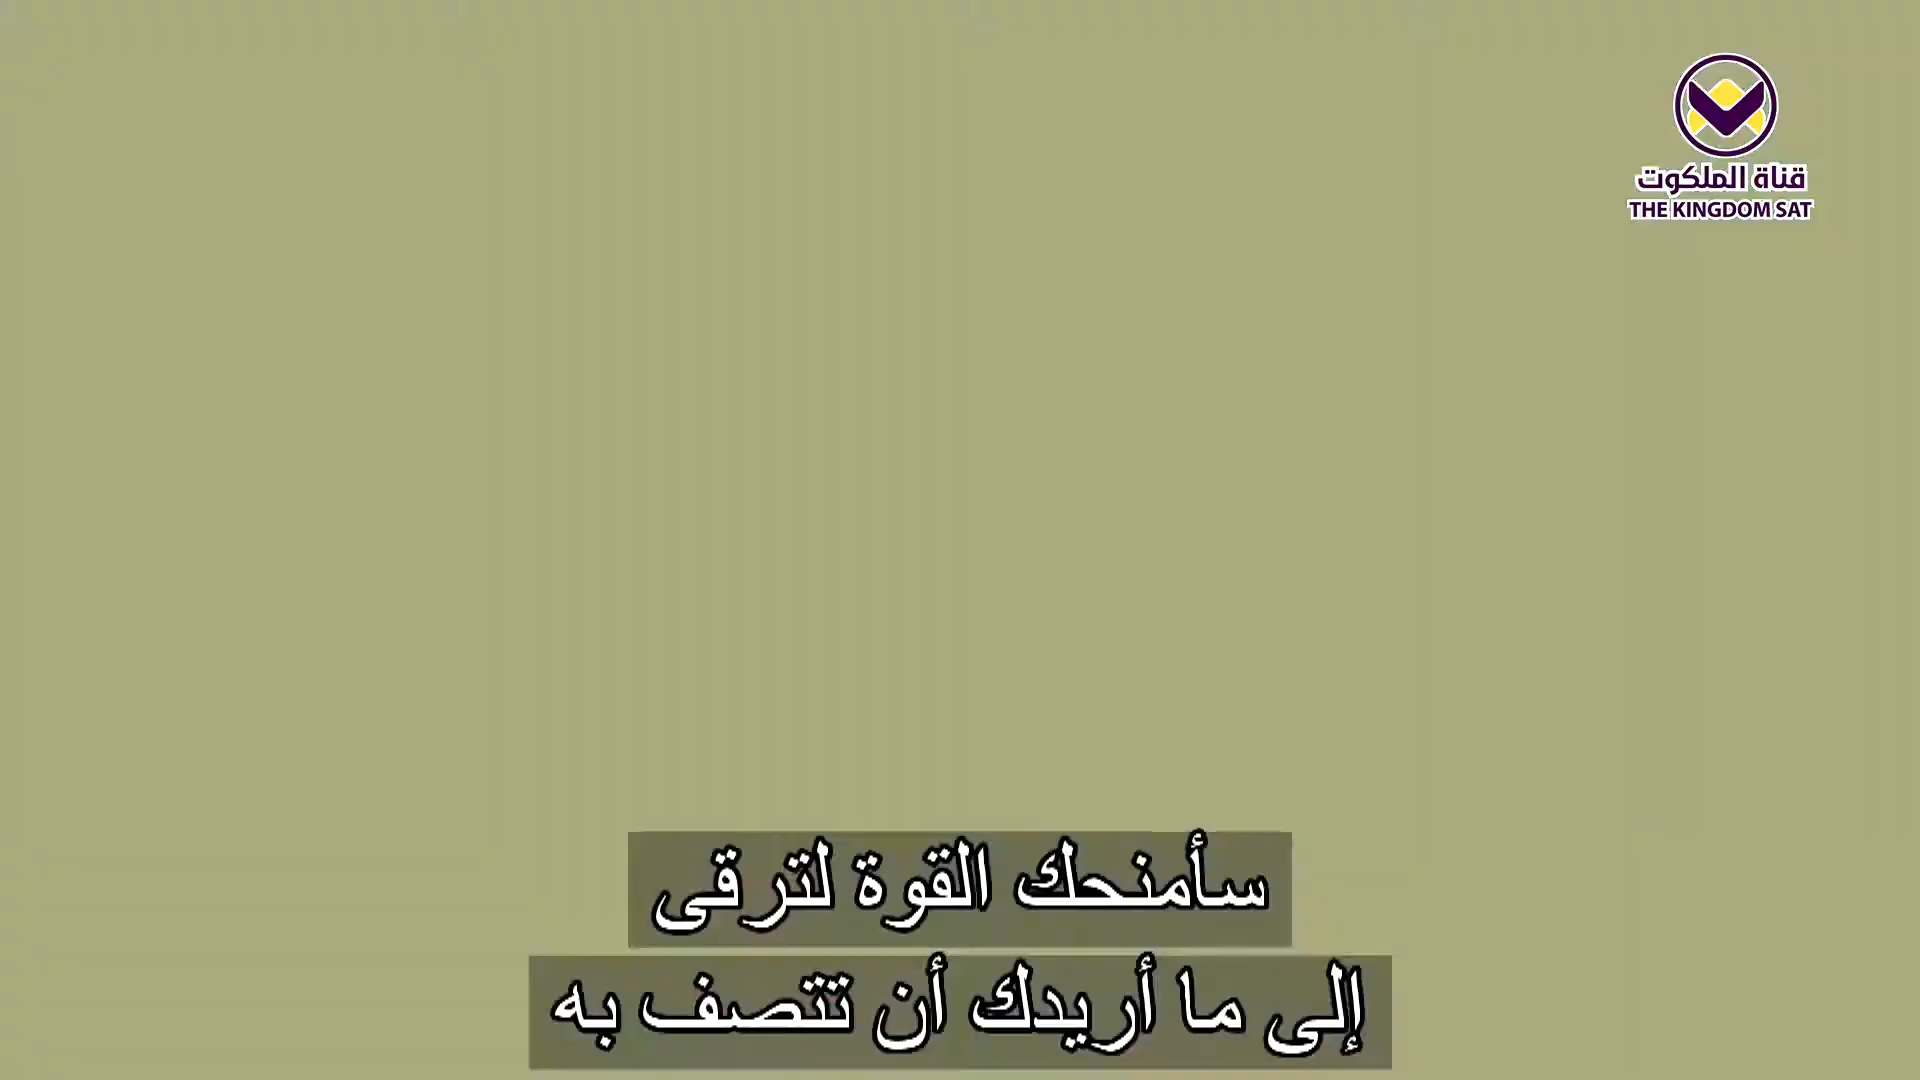 قناة الملكوت
THE KINGDOM SAT
سأمنحك القوة لترقى
إلى ما أريدك أن تتصف به